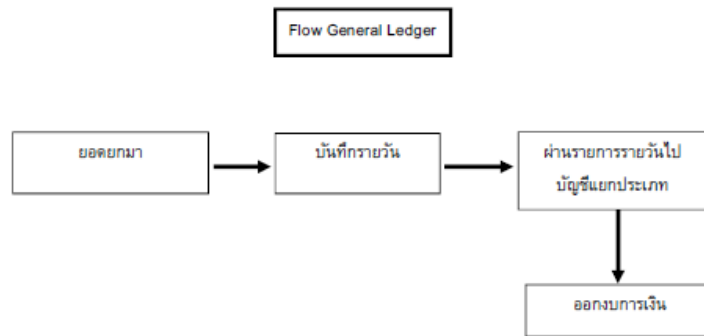 Flow General Ledger
ยอดยกมา
บันทึกรายวัน
ผ่านรายการรายวันไป
บัญชีแยกประเภท
ออกงบการเงิน